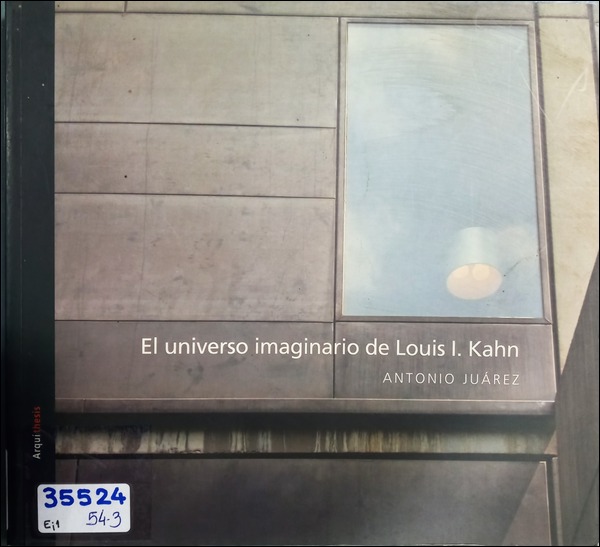 El universo imaginario de Louis I. Kahn
ANTONIO JUÁREZ
Arquithesis
35524
Ej1 54-3